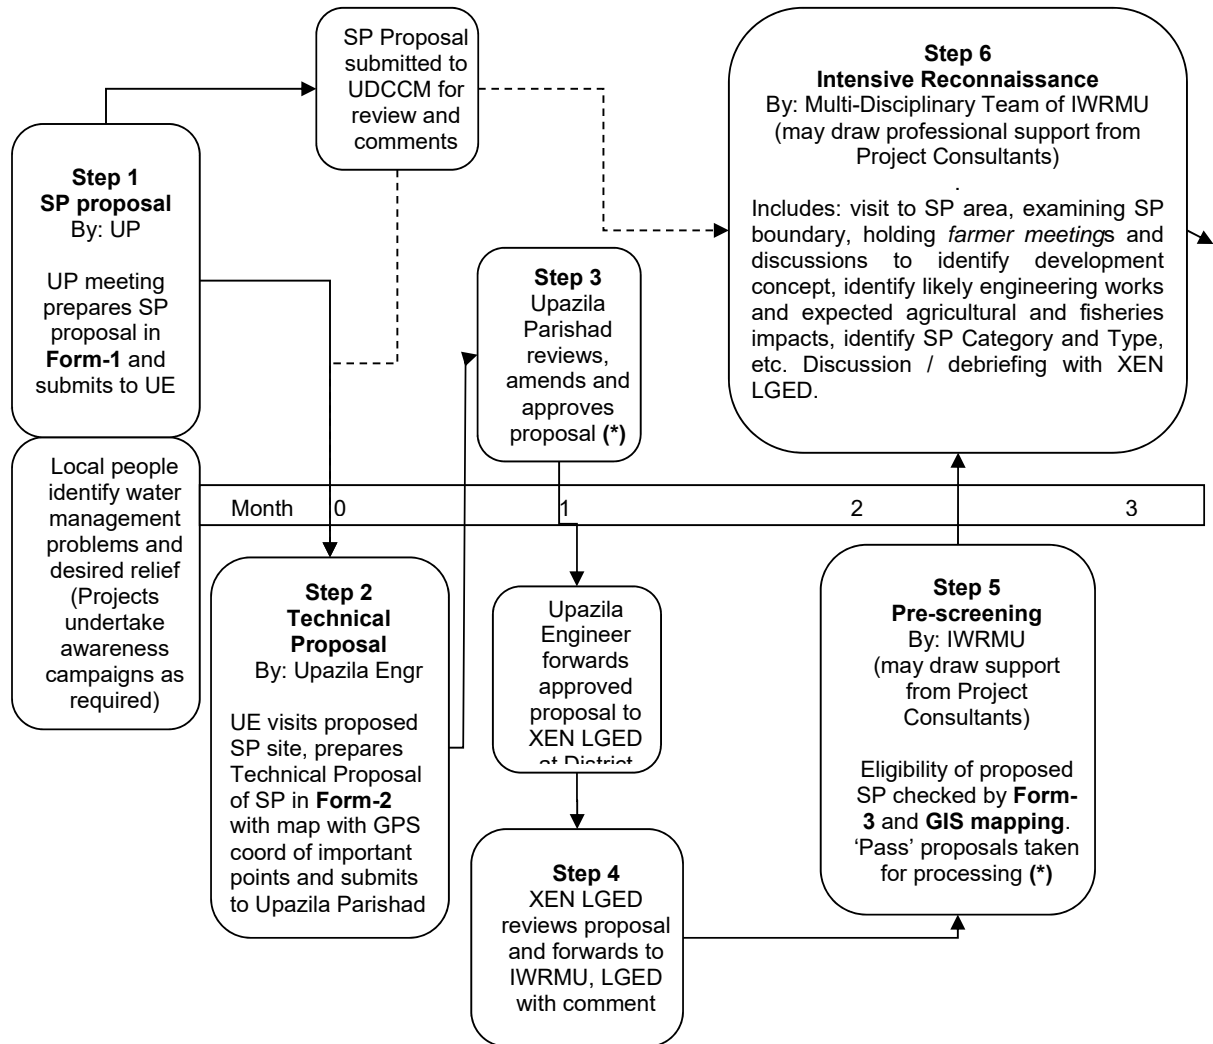 SP Proposal
submitted to
UDCCM for
review and
comments
Step 1
SP proposal
By: UP
UP meeting
prepares SP
proposal in
Form-1 and
submits to UE
Local people
identify water
management
problems and
desired relief
(Projects
undertake
awareness
campaigns as
required)
Month 0 1 2 3
Step 2
Technical
Proposal
By: Upazila Engr
UE visits proposed
SP site, prepares
Technical Proposal
of SP in Form-2
with map with GPS
coord of important
points and submits
to Upazila Parishad
Step 3
Upazila
Parishad
reviews,
amends and
approves
proposal (*)
Upazila
Engineer
forwards
approved
proposal to
XEN LGED
at District
Step 4
XEN LGED
reviews proposal
and forwards to
IWRMU, LGED
with comment
Step 5
Pre-screening
By: IWRMU
(may draw support
from Project
Consultants)
Eligibility of proposed
SP checked by Form-
3 and GIS mapping.
‘Pass’ proposals taken
for processing (*)
Step 6
Intensive Reconnaissance
By: Multi-Disciplinary Team of IWRMU
(may draw professional support from
Project Consultants)
.
Includes: visit to SP area, examining SP
boundary, holding farmer meetings and
discussions to identify development
concept, identify likely engineering works
and expected agricultural and fisheries
impacts, identify SP Category and Type,
etc. Discussion / debriefing with XEN
LGED.